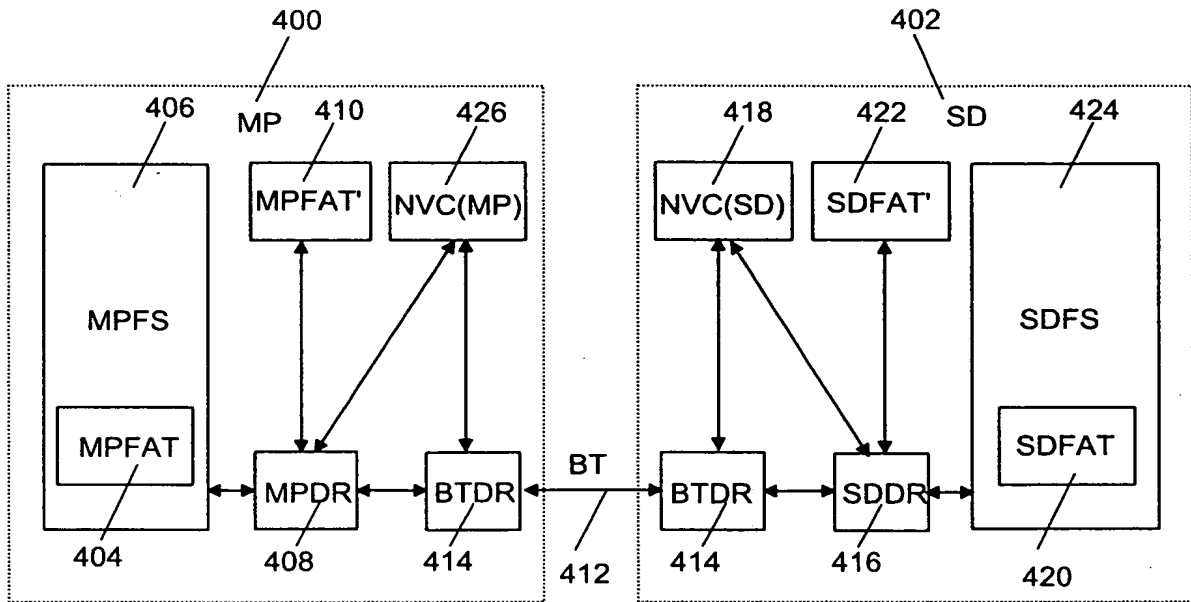 400
402
406
MP
410
426
418
422
SD
424
MPFAT'
NVC(MP)
NVC(SD)
SDFAT'
MPFS
SDFS
MPFAT
SDFAT
MPDR
BTDR
BT
BTDR
SDDR
404
408
414
412
414
416
420